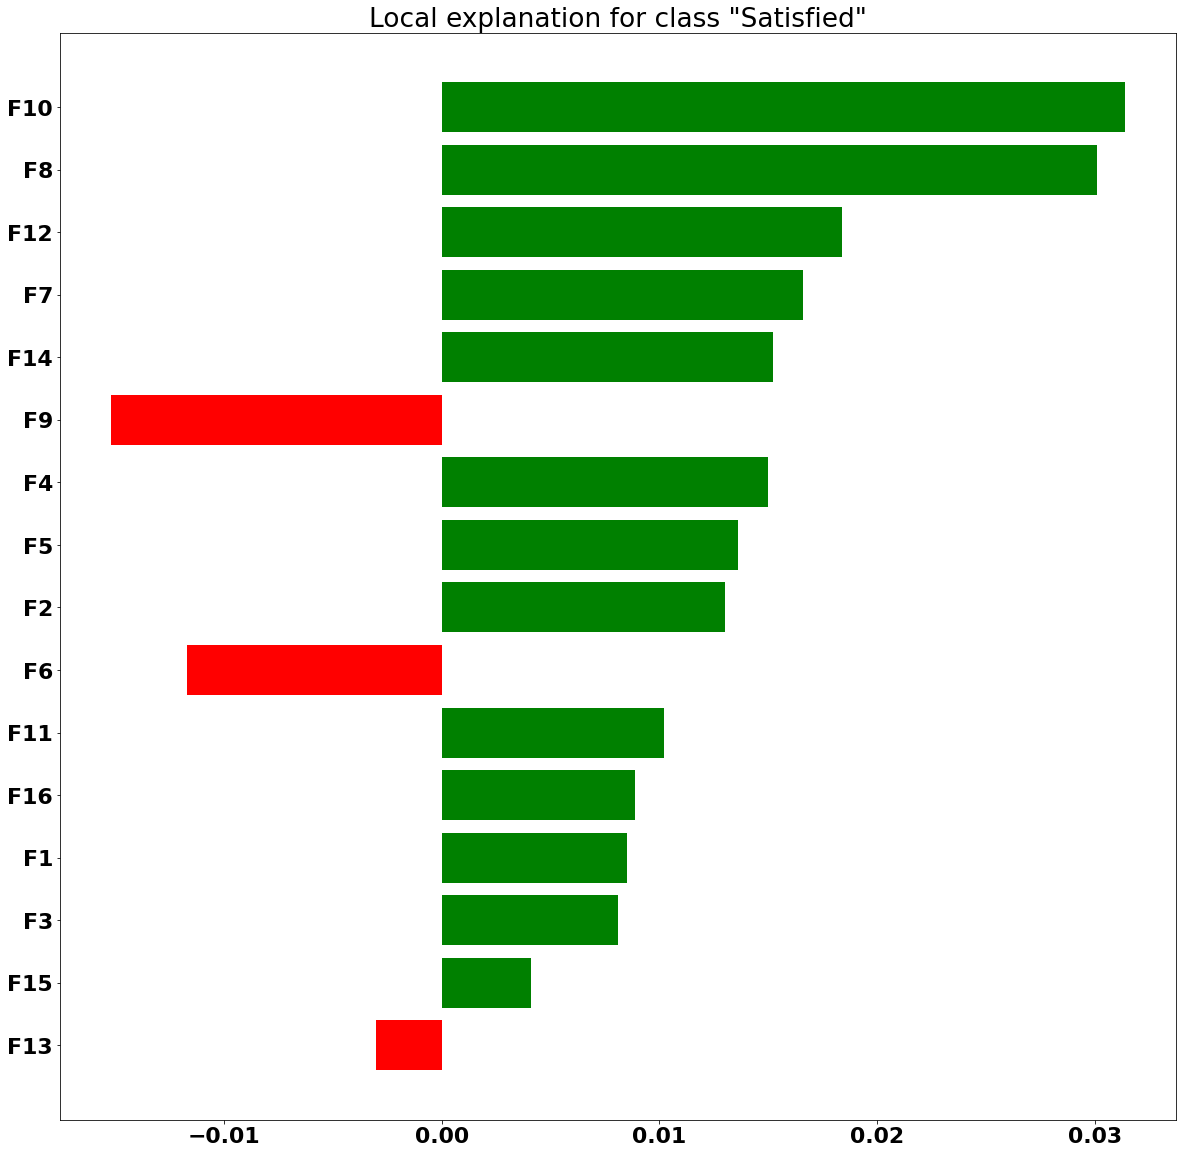 Local explanation for class "Satisfied"
F10
F8
F12
F7
F14
F9
F4
F5
F2
F6
F11
F16
F1
F3
F15
F13
−0.01 0.00 0.01 0.02 0.03